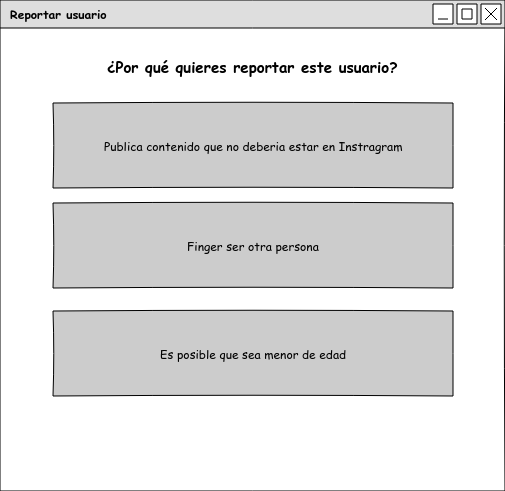 Reportar usuario
¿Por qué quieres reportar este usuario?
Publica contenido que no deberia estar en Instragram
Finger ser otra persona
Es posible que sea menor de edad